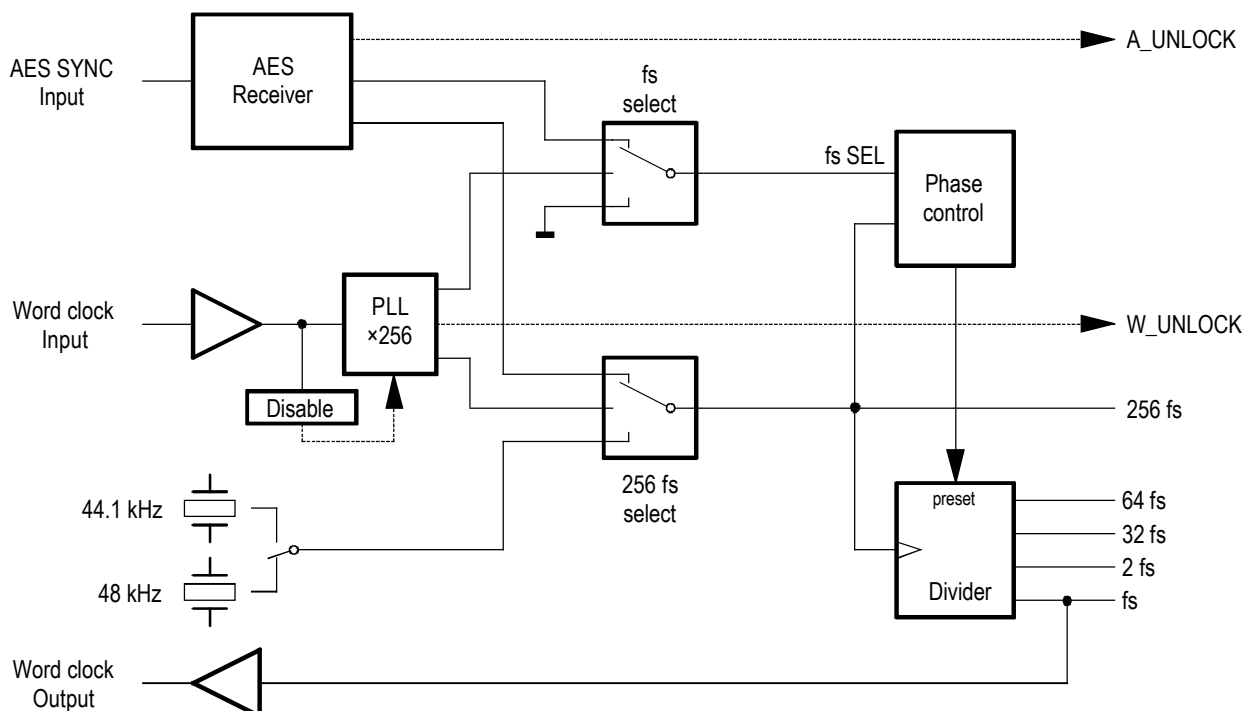 AES SYNC
Input
AES
Receiver
A_UNLOCK
fs
select
fs SEL
Phase
control
Word clock
Input
PLL
×256
W_UNLOCK
Disable
256 fs
256 fs
select
44.1 kHz
48 kHz
preset
Divider
64 fs
32 fs
2 fs
fs
Word clock
Output